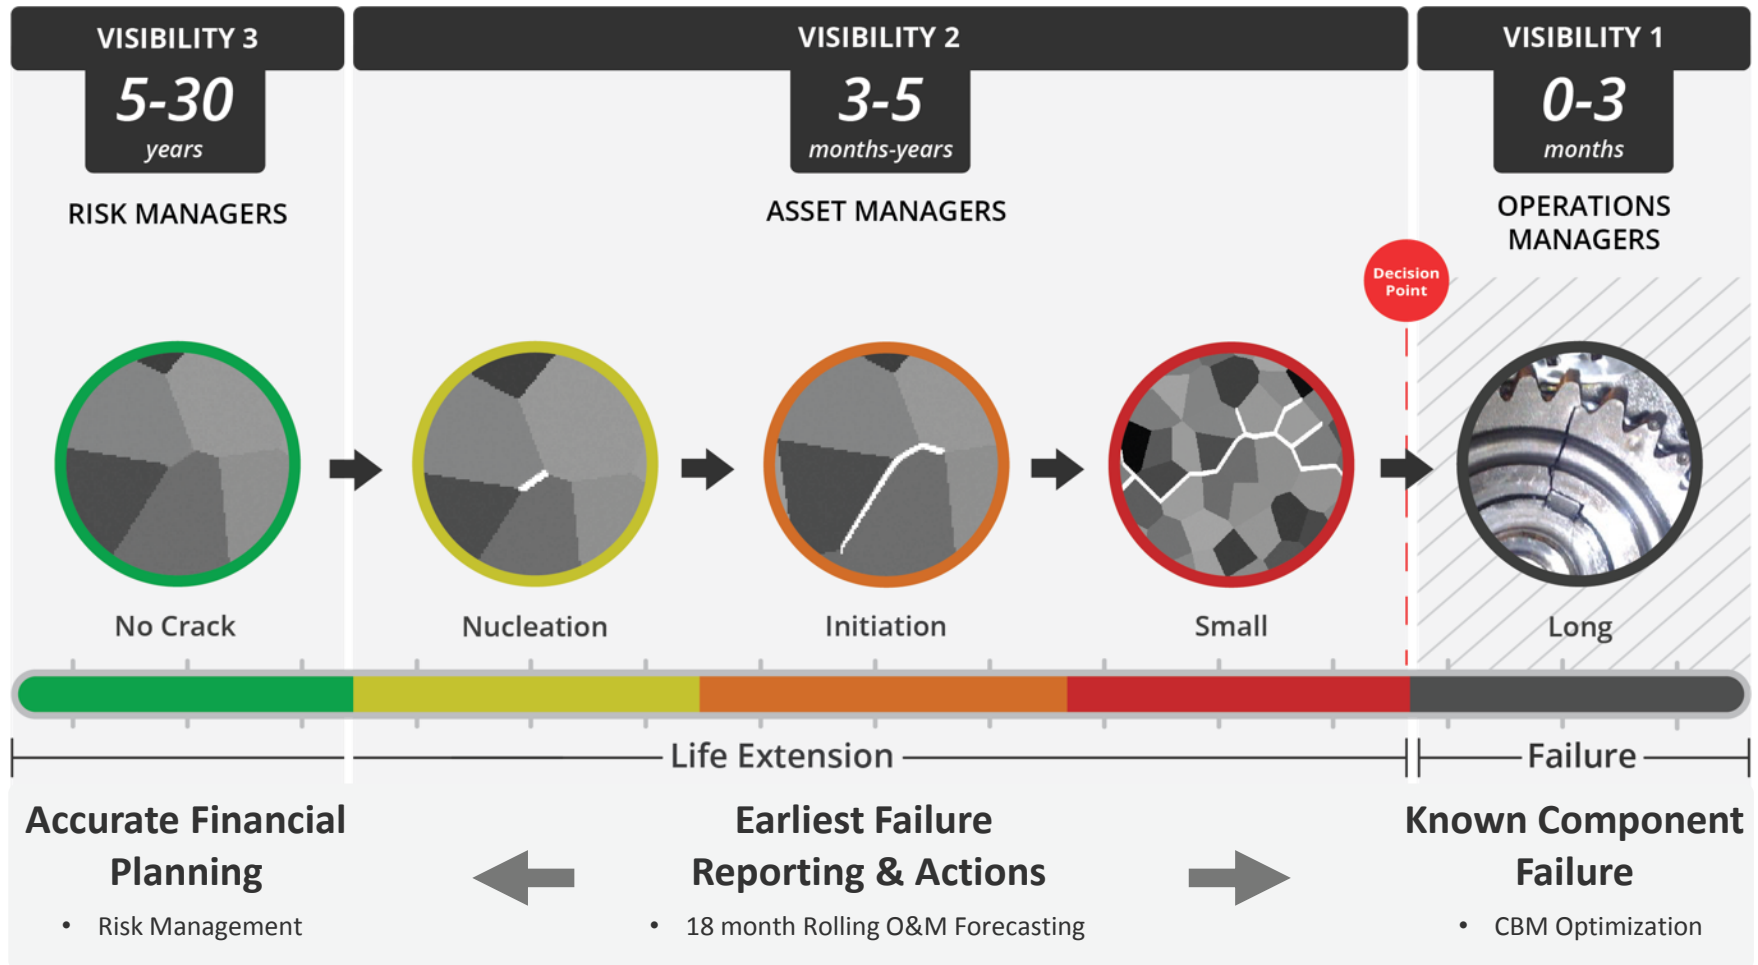 VISIBILITY 3
5-30
years
RISK MANAGERS
VISIBILITY 2
3-5
months-years
ASSET MANAGERS
VISIBILITY 1
0-3
months
OPERATIONS
MANAGERS
Decision
Point
No Crack
Nucleation
Initiation
Small
Long
Life Extension
Failure
Accurate Financial
Planning
• Risk Management
Earliest Failure
Reporting & Actions
• 18 month Rolling O&M Forecasting
Known Component
Failure
• CBM Optimization